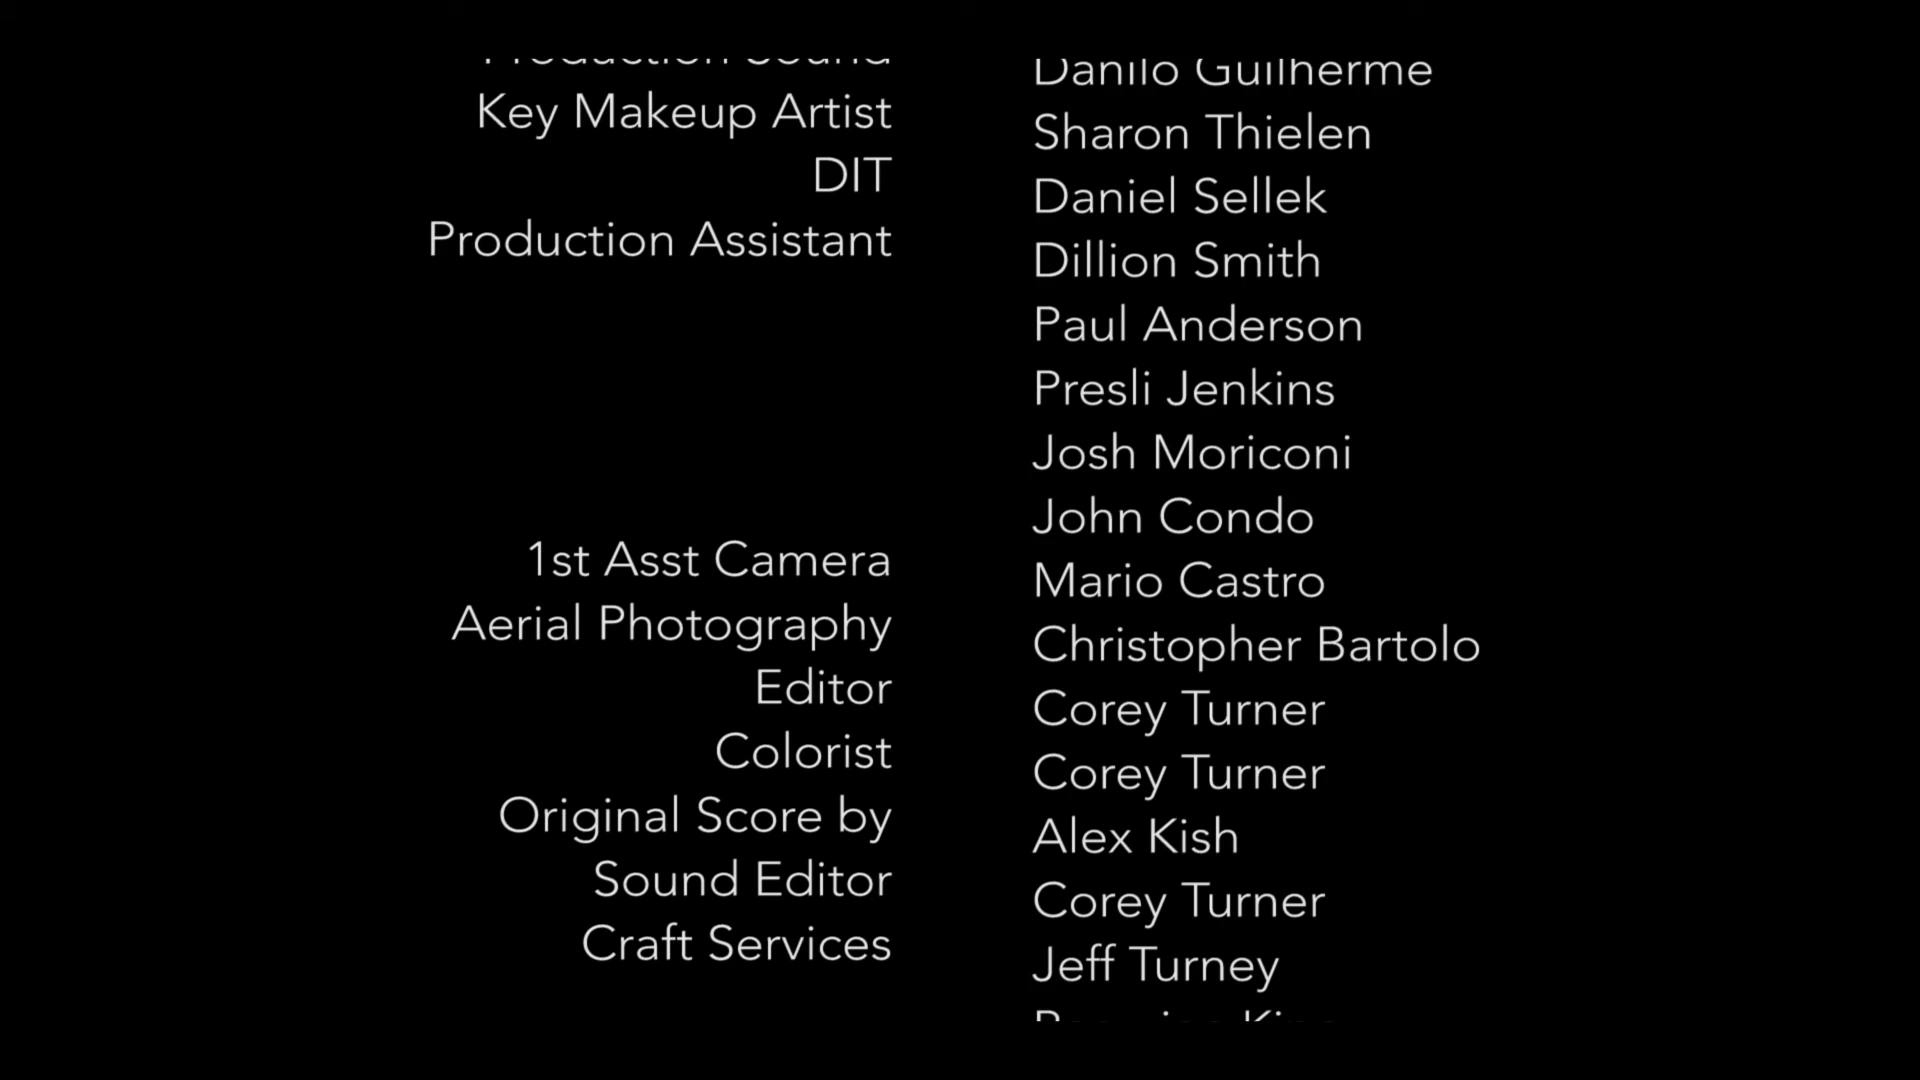 Production Sound
Danilo Guilherme
Key Makeup Artist
Sharon Thielen
DIT
Daniel Sellek
Production Assistant
Dillion Smith
Paul Anderson
Presli Jenkins
Josh Moriconi
John Condo
1st Asst Camera
Mario Castro
Aerial Photography
Christopher Bartolo
Editor
Corey Turner
Colorist
Corey Turner
Original Score by
Alex Kish
Sound Editor
Corey Turner
Craft Services
Jeff Turney